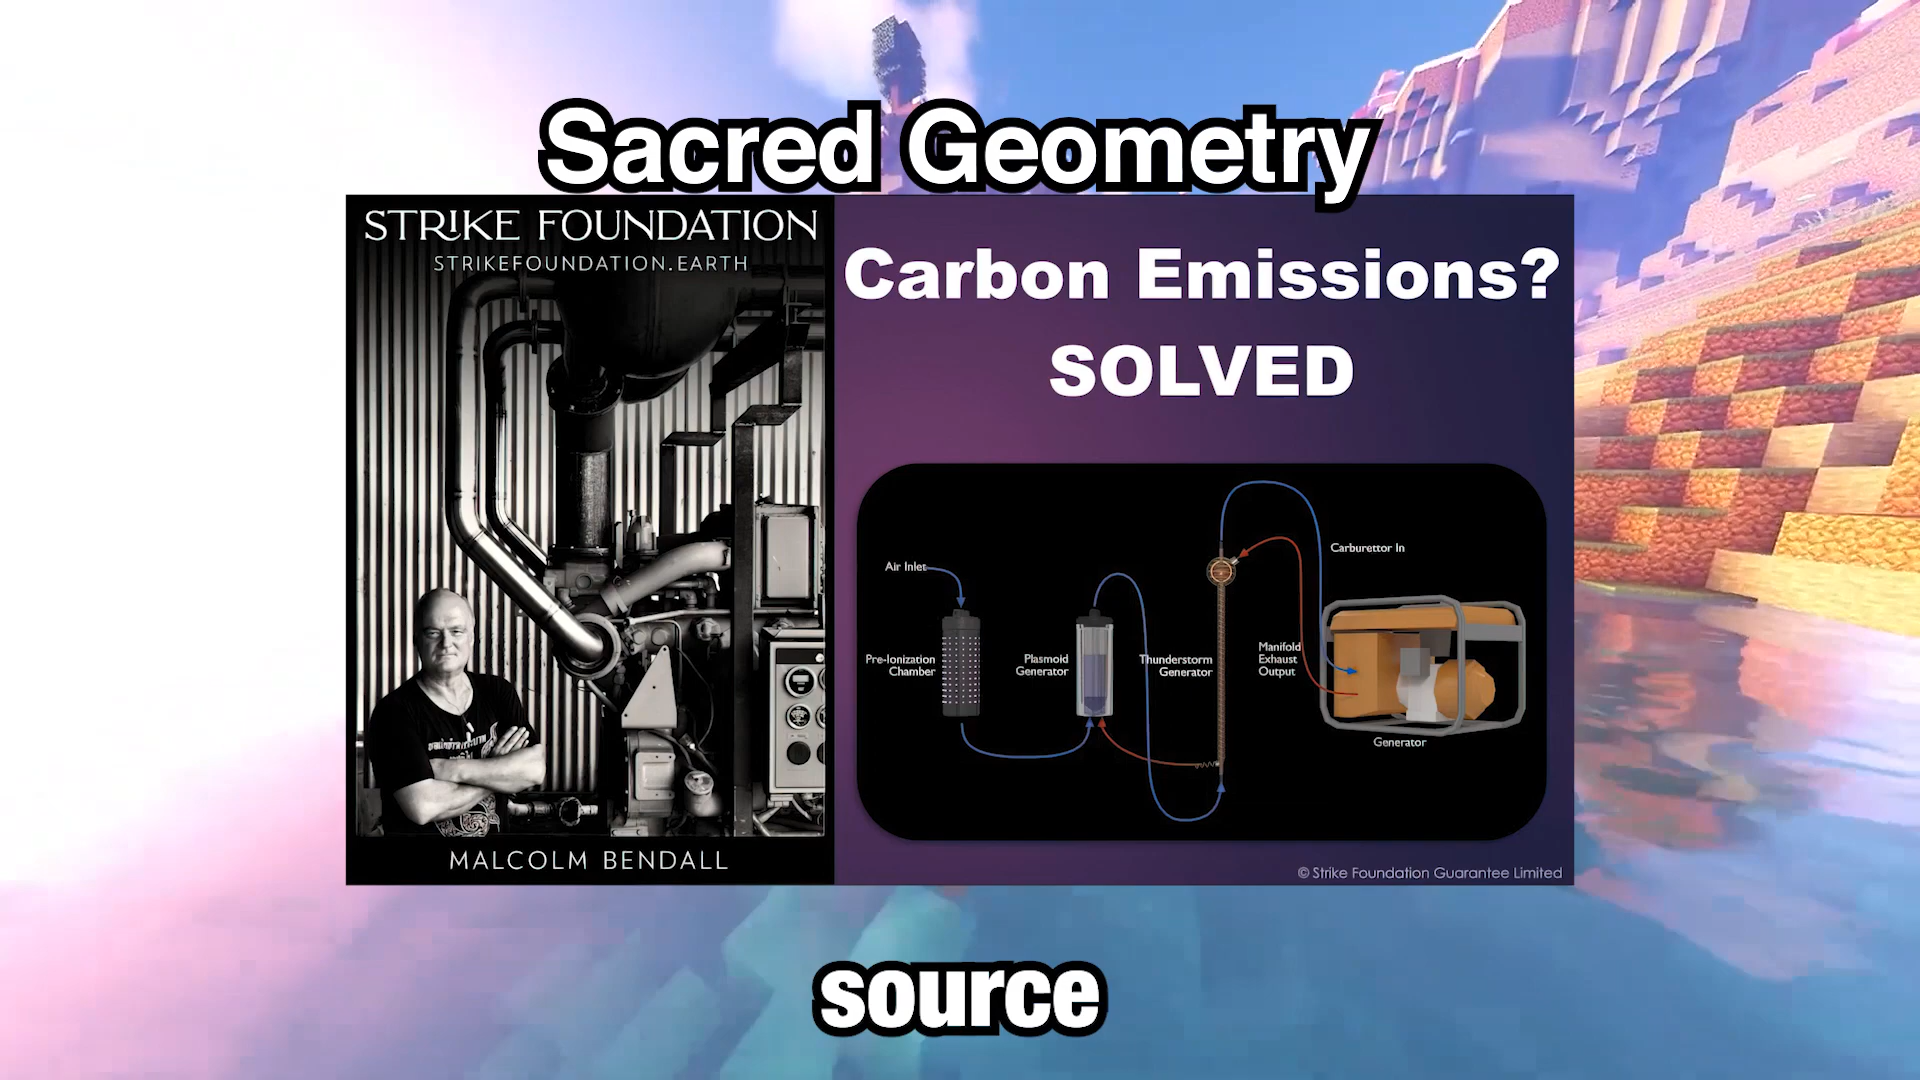 Sacred Geometry
STRIKE FOUNDATION
STRIKEFOUNDATION.EARTH
MALCOLM BENDALL
Carbon Emissions?
SOLVED
Air Inlet
Pre-Ionization
Chamber
Plasmoid
Generator
Thunderstorm
Generator
Manifold
Exhaust
Output
Carburettor In
Generator
© Strike Foundation Guarantee Limited
source